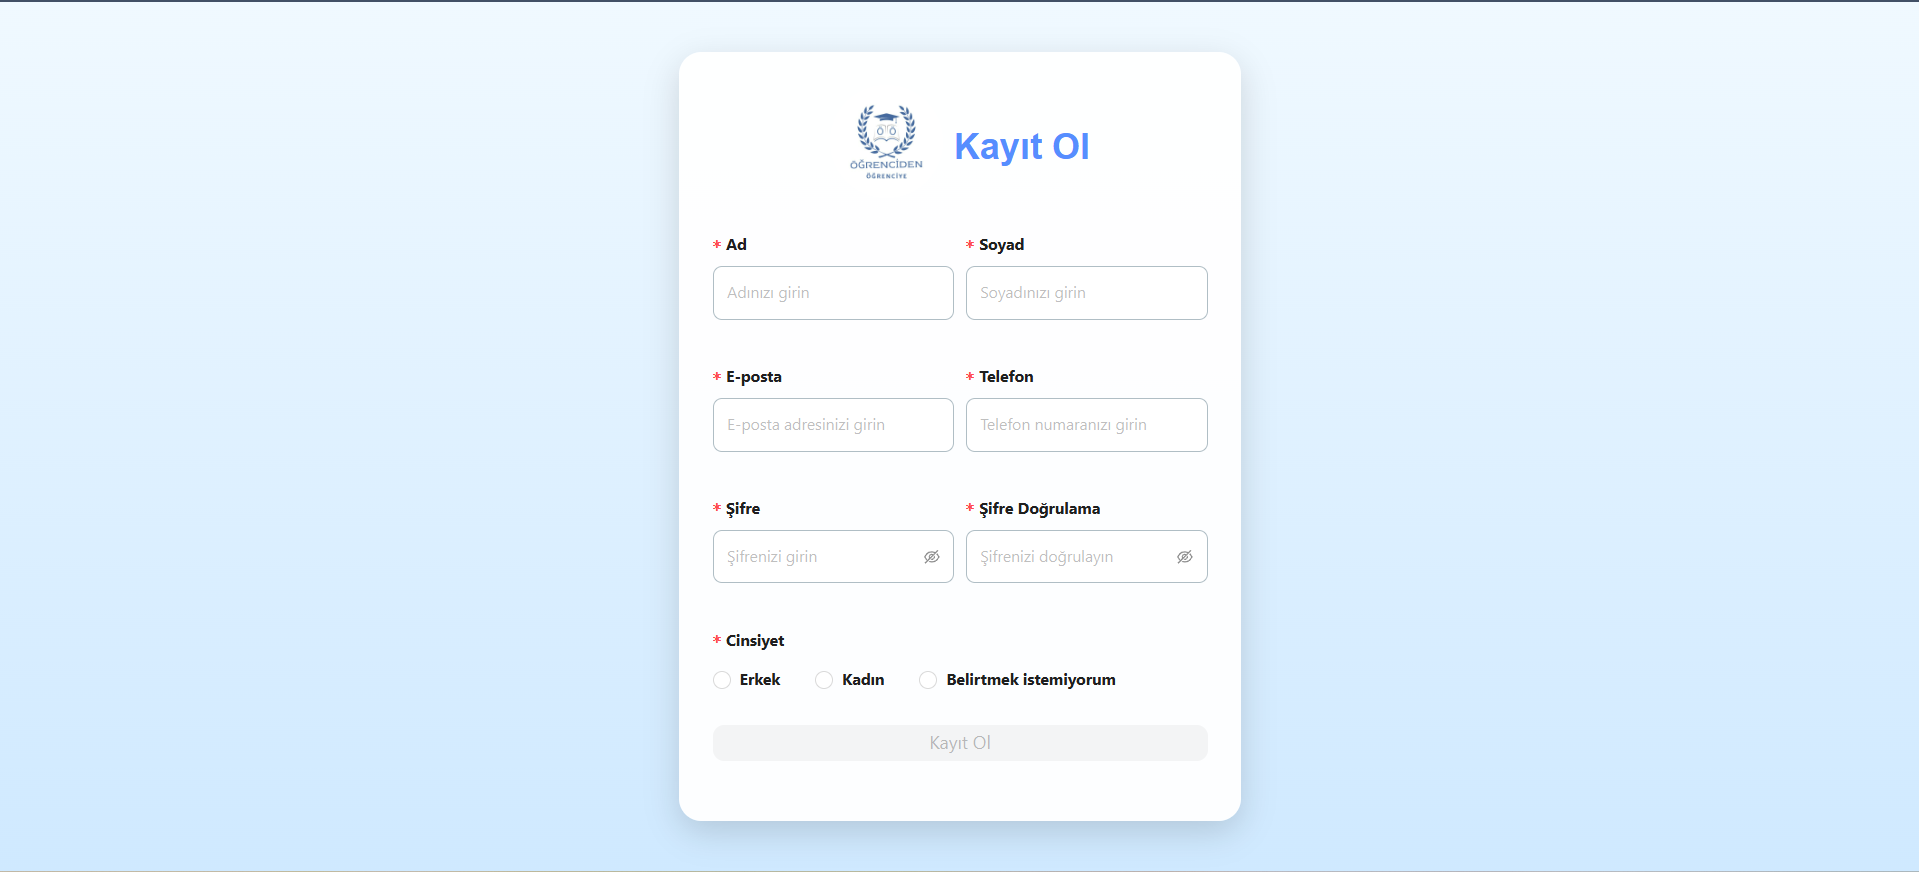 ÖĞRENCİDEN
ÖĞRENCİYE
Kayıt Ol
* Ad
* Soyad
Adınızı girin
Soyadınızı girin
* E-posta
* Telefon
E-posta adresinizi girin
Telefon numaranızı girin
* Şifre
* Şifre Doğrulama
Şifrenizi girin
Şifrenizi doğrulayın
* Cinsiyet
Erkek
Kadın
Belirtmek istemiyorum
Kayıt Ol